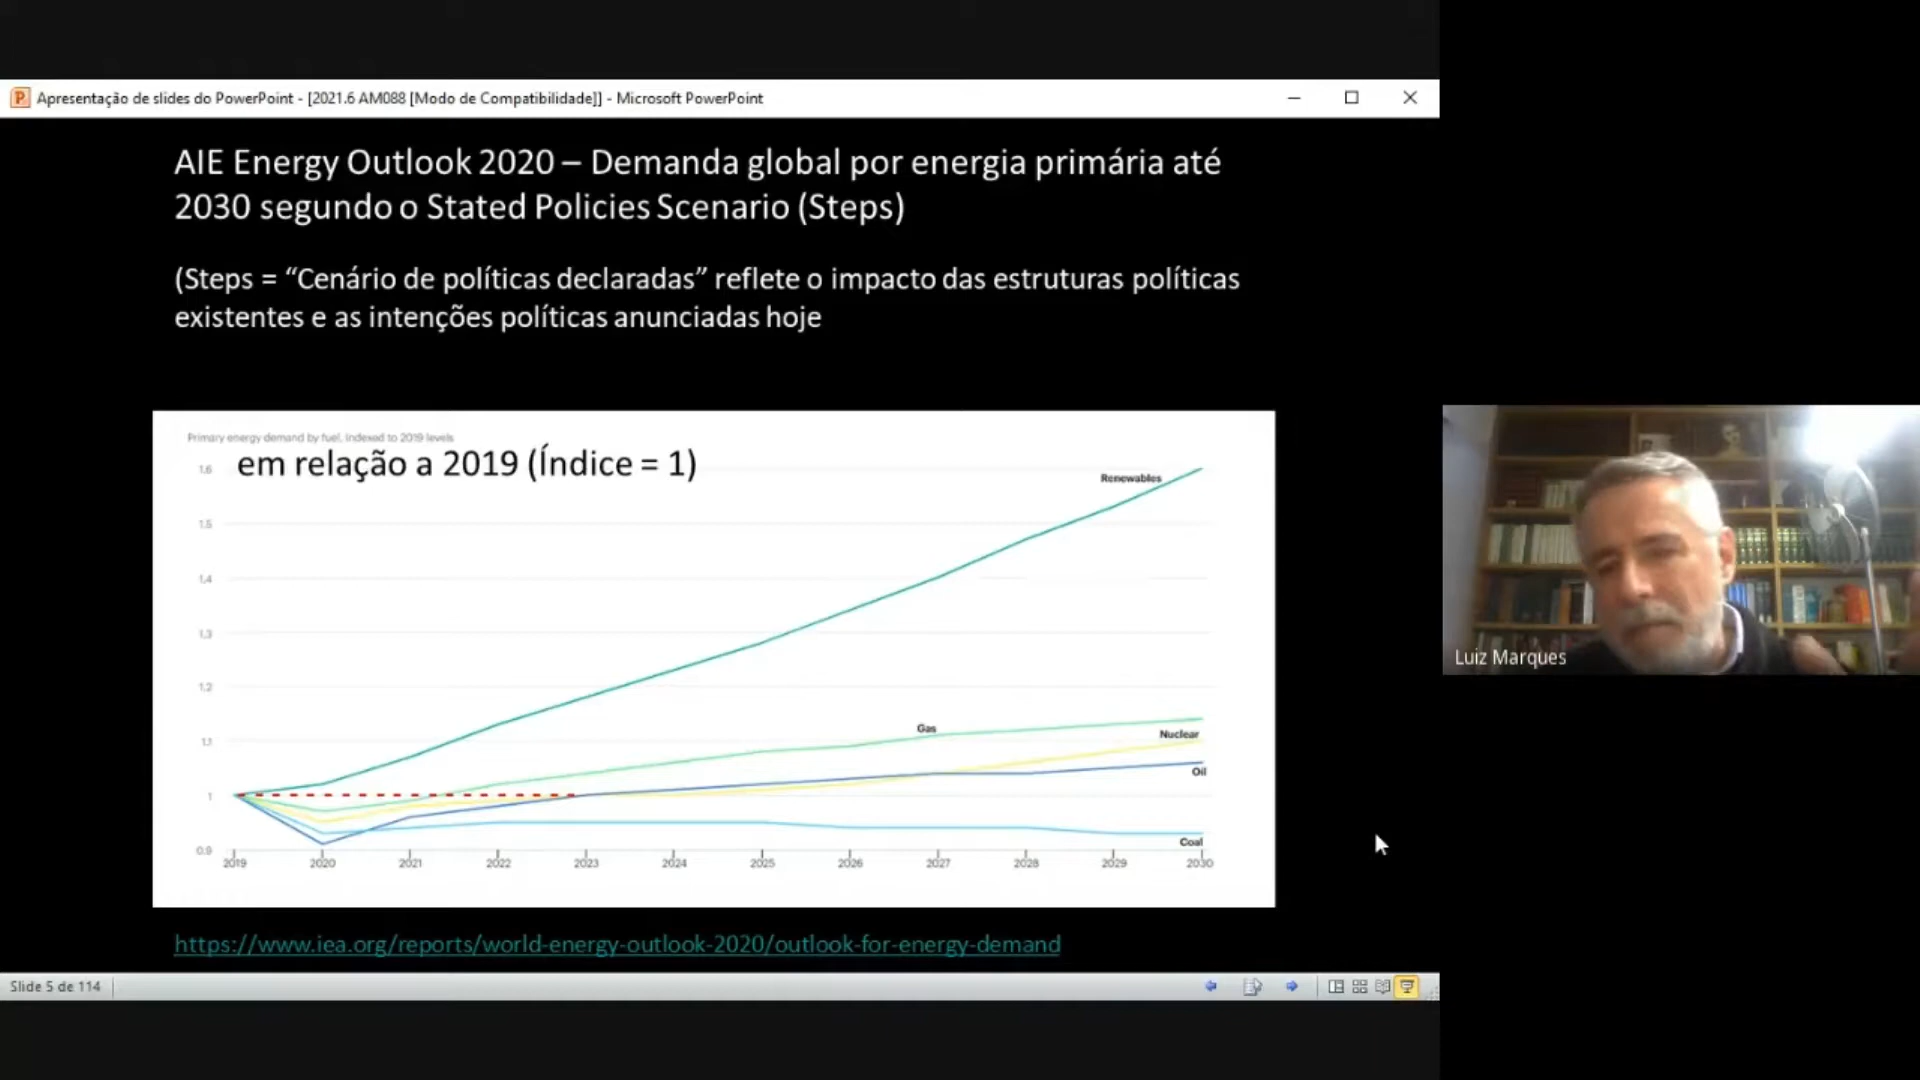 Apresentação de slides do PowerPoint - [2021.6 AM088 [Modo de Compatibilidade]] - Microsoft PowerPoint
AIE Energy Outlook 2020 – Demanda global por energia primária até
2030 segundo o Stated Policies Scenario (Steps)
(Steps = “Cenário de políticas declaradas” reflete o impacto das estruturas políticas
existentes e as intenções políticas anunciadas hoje
Primary energy demand by fuel, indexed to 2019 levels
em relação a 2019 (Índice = 1)
1.6
Renewables
1.5
1.4
1.3
1.2
Gas
Nuclear
1.1
Oil
1
Coal
0.9
2019 2020 2021 2022 2023 2024 2025 2026 2027 2028 2029 2030
https://www.iea.org/reports/world-energy-outlook-2020/outlook-for-energy-demand
Slide 5 de 114
Luiz Marques